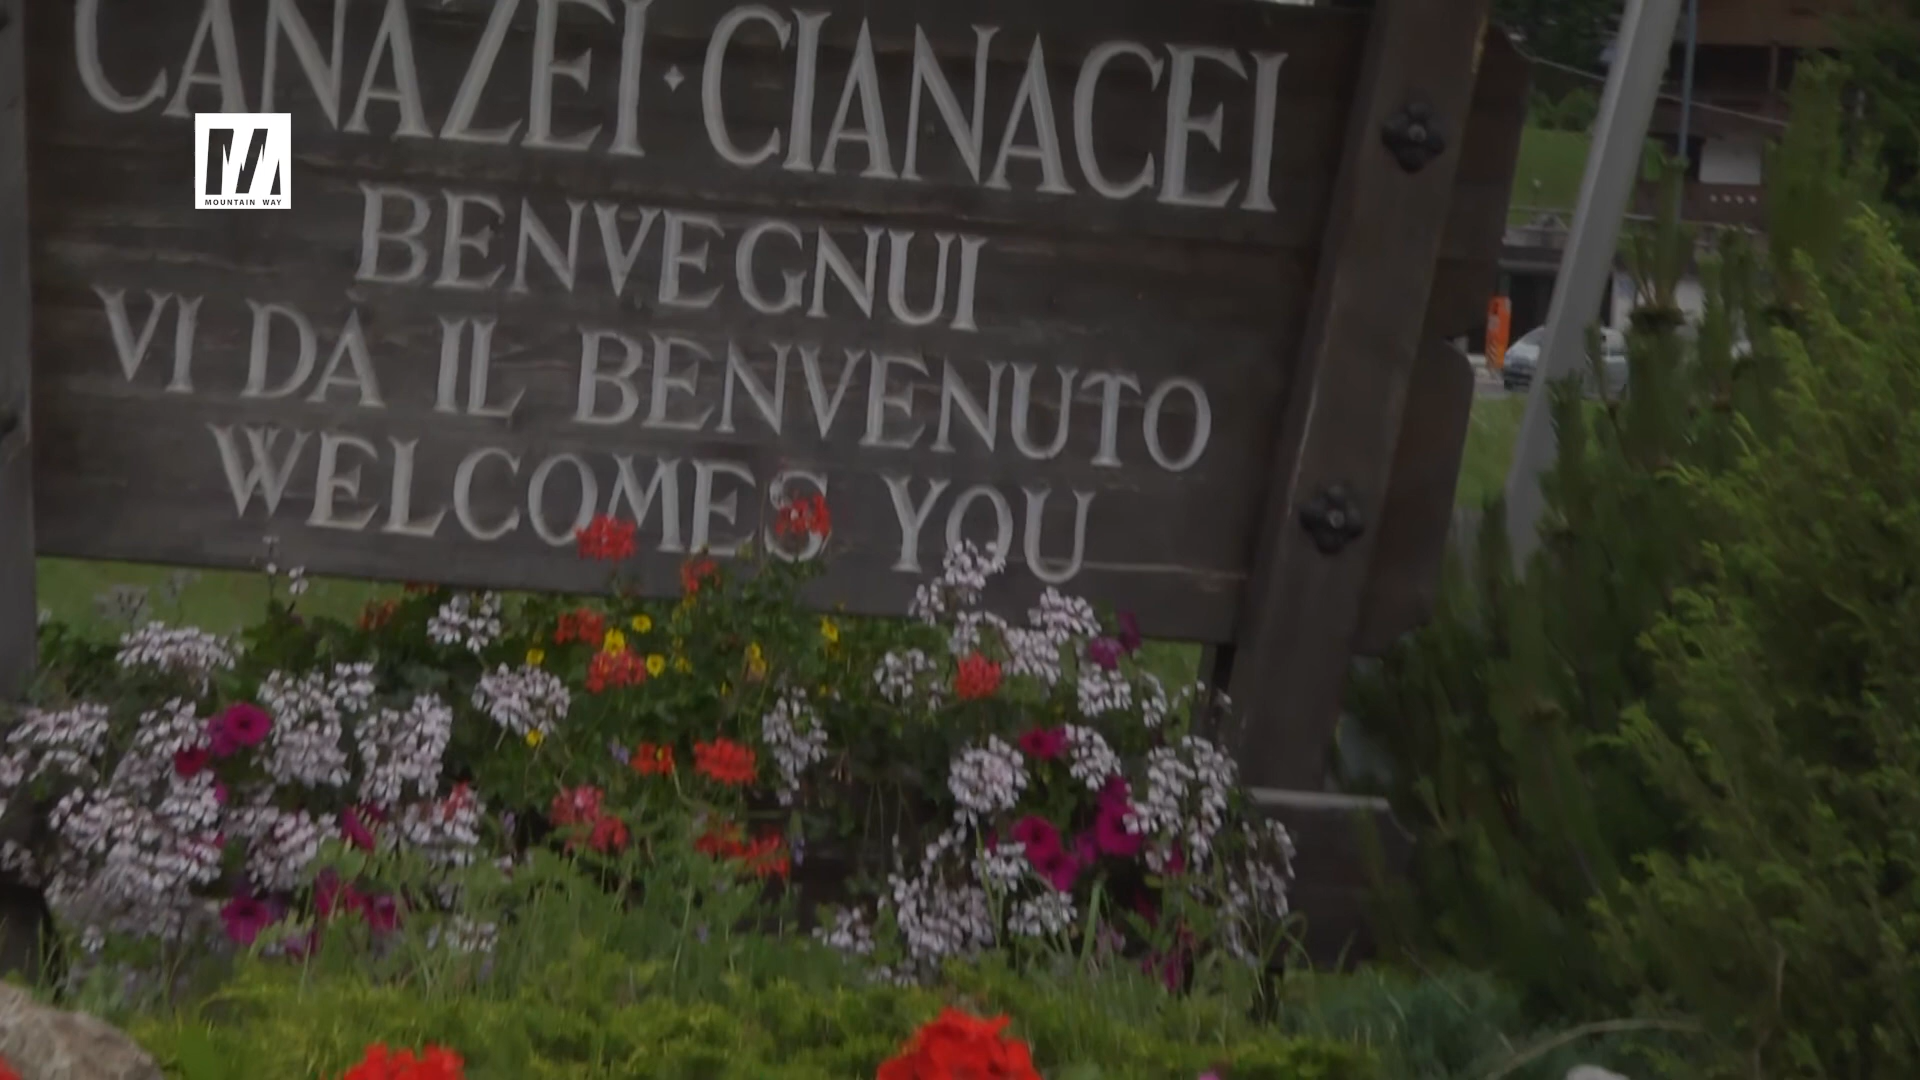 CANAZEI · CIANACEI
BENVEGNUI
VI DÀ IL BENVENUTO
WELCOMES YOU
M
MOUNTAIN WAY